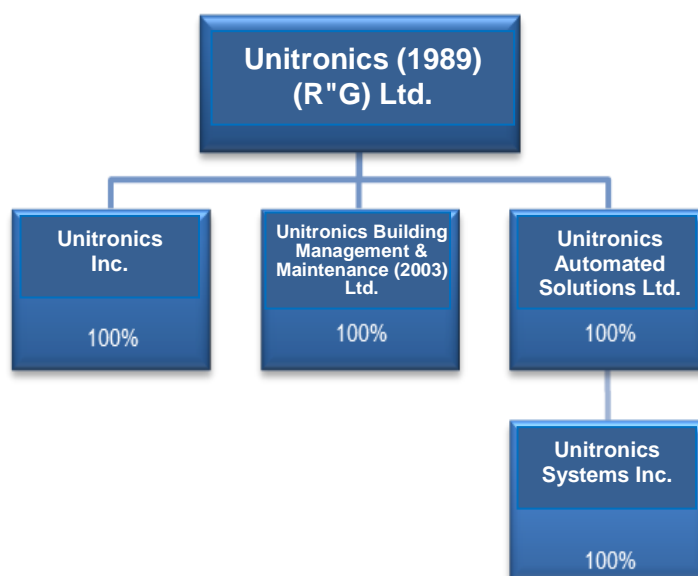 Unitronics (1989)
(R"G) Ltd.
Unitronics
Inc.
100%
Unitronics Building
Management &
Maintenance (2003)
Ltd.
100%
Unitronics
Automated
Solutions Ltd.
100%
Unitronics
Systems Inc.
100%